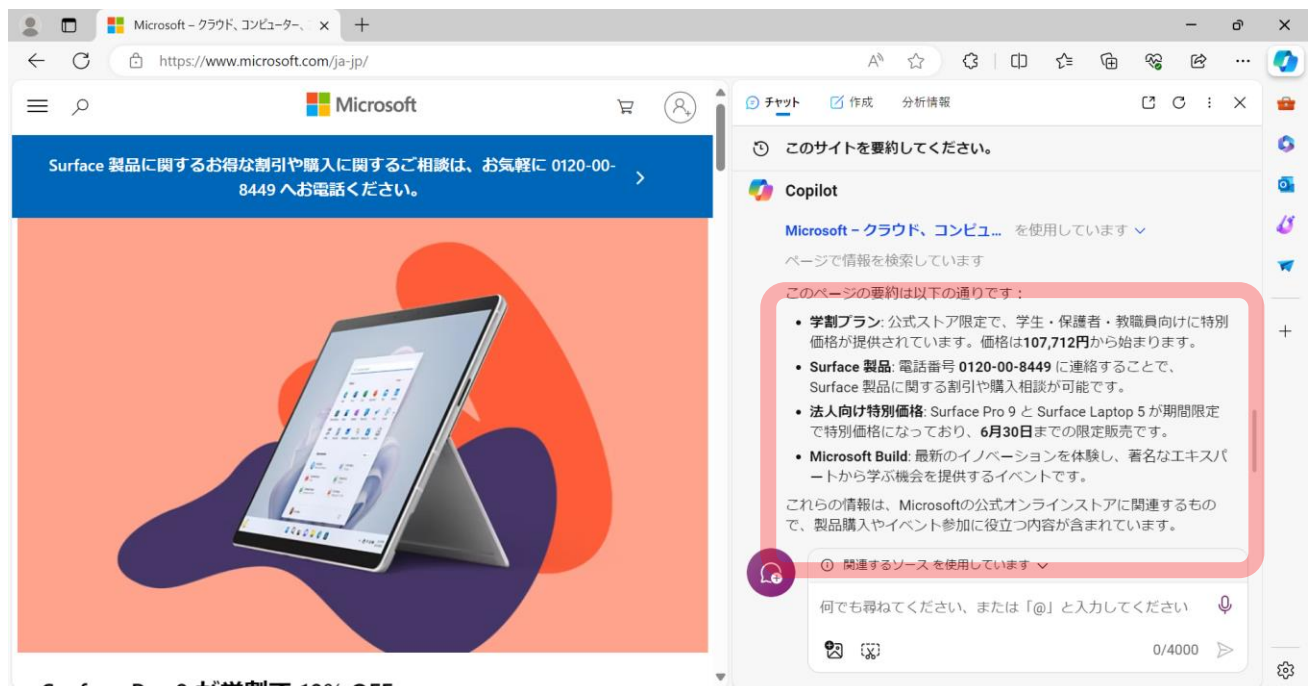 Microsoft – クラウド、コンピューター、
https://www.microsoft.com/ja-jp/
Microsoft
Surface 製品に関するお得な割引や購入に関するご相談は、お気軽に 0120-00-
8449 へお電話ください。
チャット 作成 分析情報
このサイトを要約してください。
Copilot
Microsoft – クラウド、コンピュ... を使用しています
ページで情報を検索しています
このページの要約は以下の通りです：
• 学割プラン: 公式ストア限定で、学生・保護者・教職員向けに特別
価格が提供されています。価格は107,712円から始まります。
• Surface 製品: 電話番号 0120-00-8449 に連絡することで、
Surface 製品に関する割引や購入相談が可能です。
• 法人向け特別価格: Surface Pro 9 と Surface Laptop 5 が期間限定
で特別価格になっており、6月30日までの限定販売です。
• Microsoft Build: 最新のイノベーションを体験し、著名なエキスパ
ートから学ぶ機会を提供するイベントです。
これらの情報は、Microsoftの公式オンラインストアに関連するもの
で、製品購入やイベント参加に役立つ内容が含まれています。
関連するソース を使用しています
何でも尋ねてください、または「@」と入力してください
0/4000